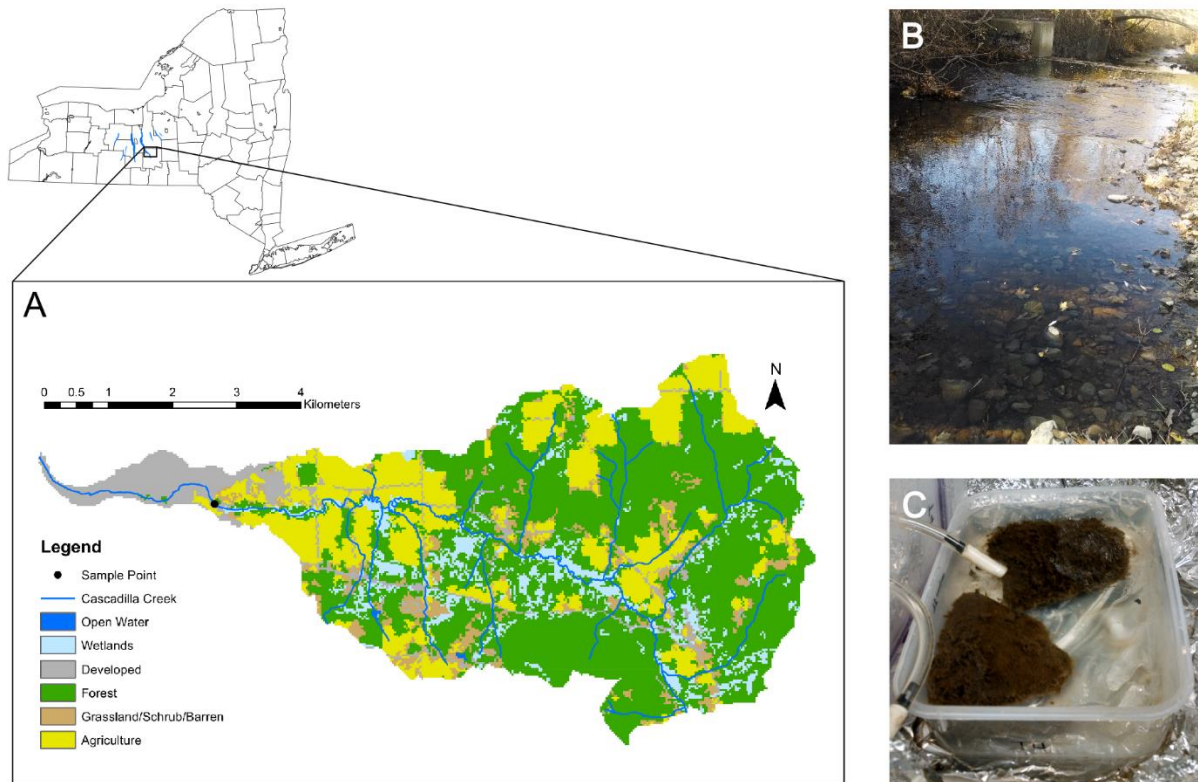 A
N
0 0.5 1 2 3 4
Kilometers
Legend
Sample Point
Cascadilla Creek
Open Water
Wetlands
Developed
Forest
Grassland/Schrub/Barren
Agriculture
B
C